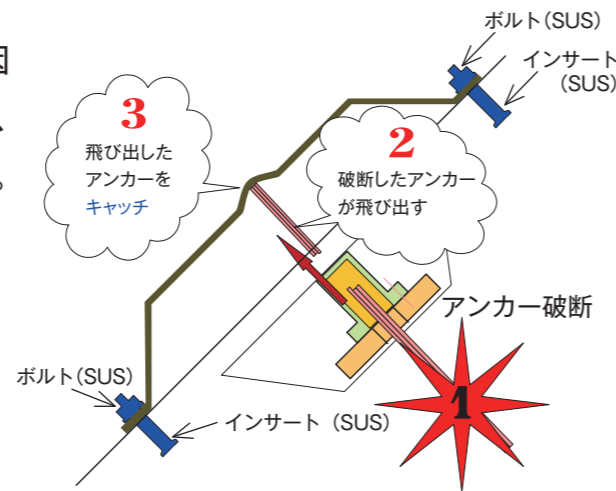 因
、
。
ボルト(SUS)
インサート
(SUS)
3
飛び出した
アンカーを
キャッチ
2
破断したアンカー
が飛び出す
アンカー破断
1
ボルト(SUS)
インサート(SUS)